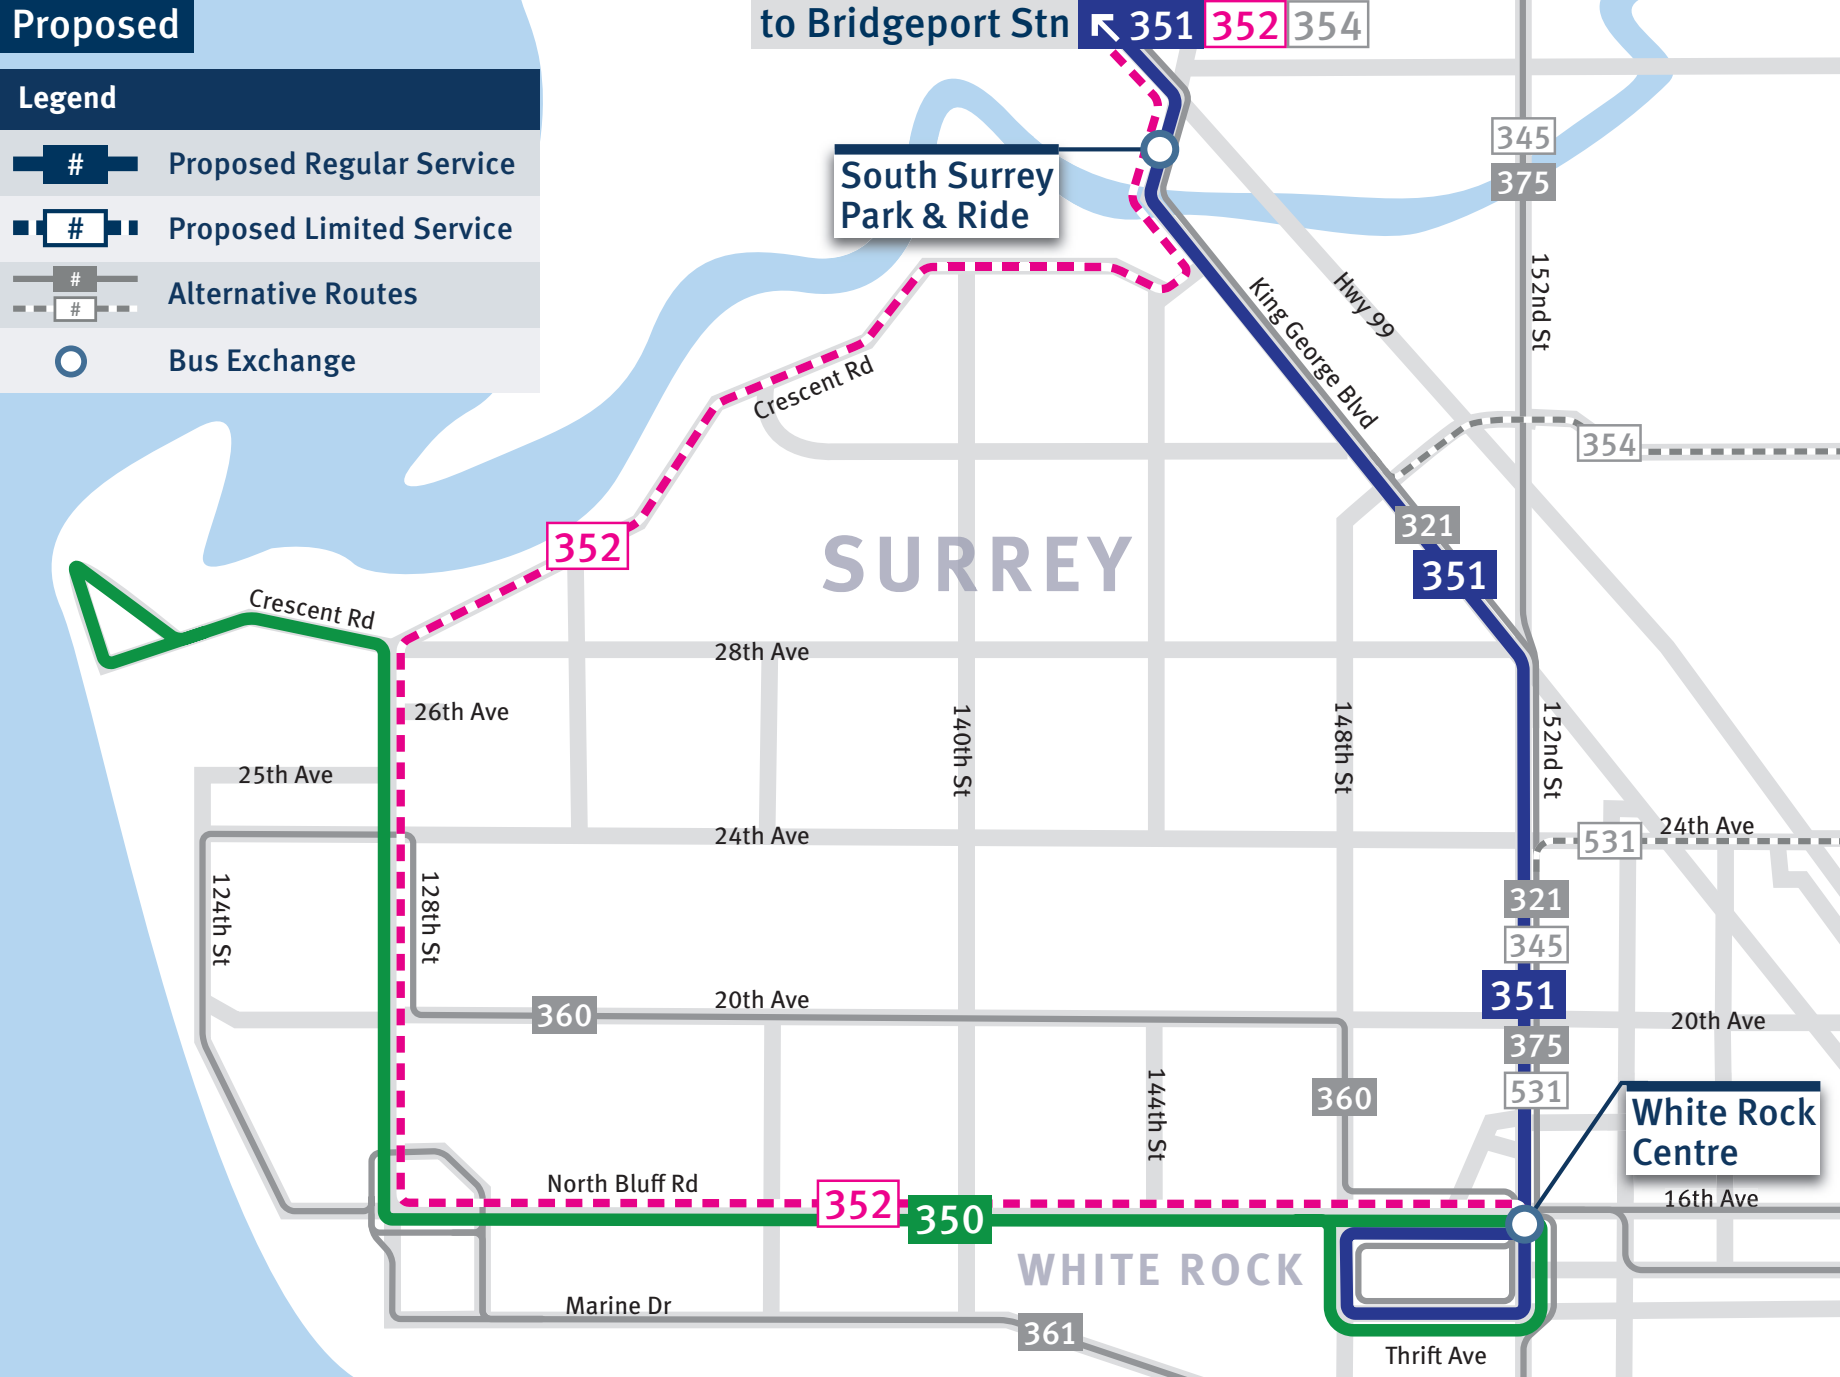 Proposed
Legend
# Proposed Regular Service
# Proposed Limited Service
#
# Alternative Routes
Bus Exchange
to Bridgeport Stn 351 352 354
South Surrey
Park & Ride
345
375
152nd St
Hwy 99
King George Blvd
Crescent Rd
354
321
351
352
SURREY
Crescent Rd
28th Ave
26th Ave
25th Ave
140th St
148th St
152nd St
24th Ave
531
24th Ave
124th St
128th St
321
345
351
375
531
360
20th Ave
20th Ave
360
144th St
White Rock
Centre
North Bluff Rd
352
350
16th Ave
WHITE ROCK
Marine Dr
361
Thrift Ave